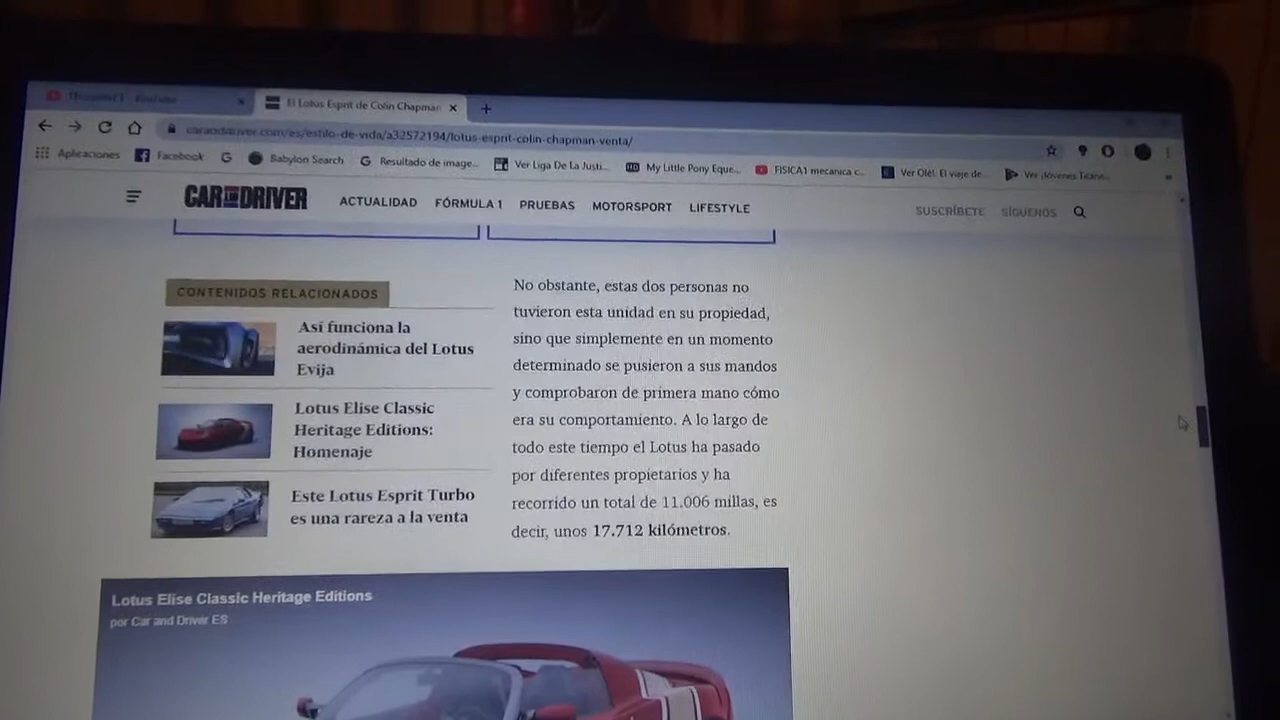 YouTube
El Lotus Esprit de Colin Chapman
caranddriver.com/es/estilo-de-vida/a32572194/lotus-esprit-colin-chapman-venta/
Aplicaciones
Facebook
Babylon Search
Resultado de image...
Ver Liga De La Justi...
My Little Pony Eque...
FISICA1 mecanica c...
Ver Olé! El viaje de...
Ver ¡Jóvenes Titane...
CAR AND DRIVER
ACTUALIDAD
FÓRMULA 1
PRUEBAS
MOTORSPORT
LIFESTYLE
SUSCRÍBETE
SÍGUENOS
CONTENIDOS RELACIONADOS
Así funciona la
aerodinámica del Lotus
Evija
Lotus Elise Classic
Heritage Editions:
Homenaje
Este Lotus Esprit Turbo
es una rareza a la venta
No obstante, estas dos personas no
tuvieron esta unidad en su propiedad,
sino que simplemente en un momento
determinado se pusieron a sus mandos
y comprobaron de primera mano cómo
era su comportamiento. A lo largo de
todo este tiempo el Lotus ha pasado
por diferentes propietarios y ha
recorrido un total de 11.006 millas, es
decir, unos 17.712 kilómetros.
Lotus Elise Classic Heritage Editions
por Car and Driver ES